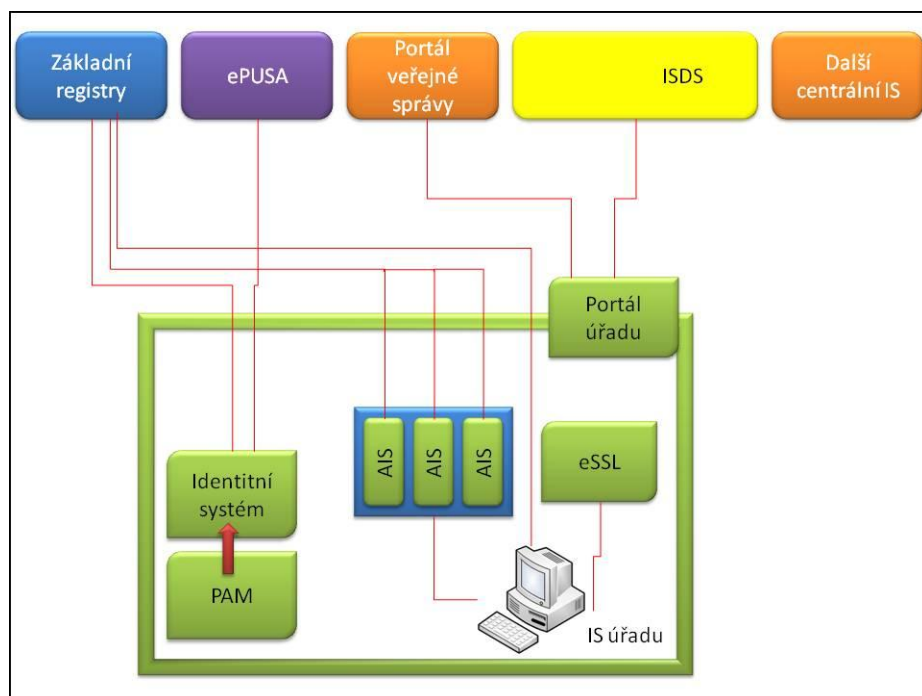 Základní
registry
ePUSA
Portál
veřejné
správy
ISDS
Další
centrální IS
Portál
úřadu
AIS
AIS
AIS
eSSL
Identitní
systém
PAM
IS úřadu